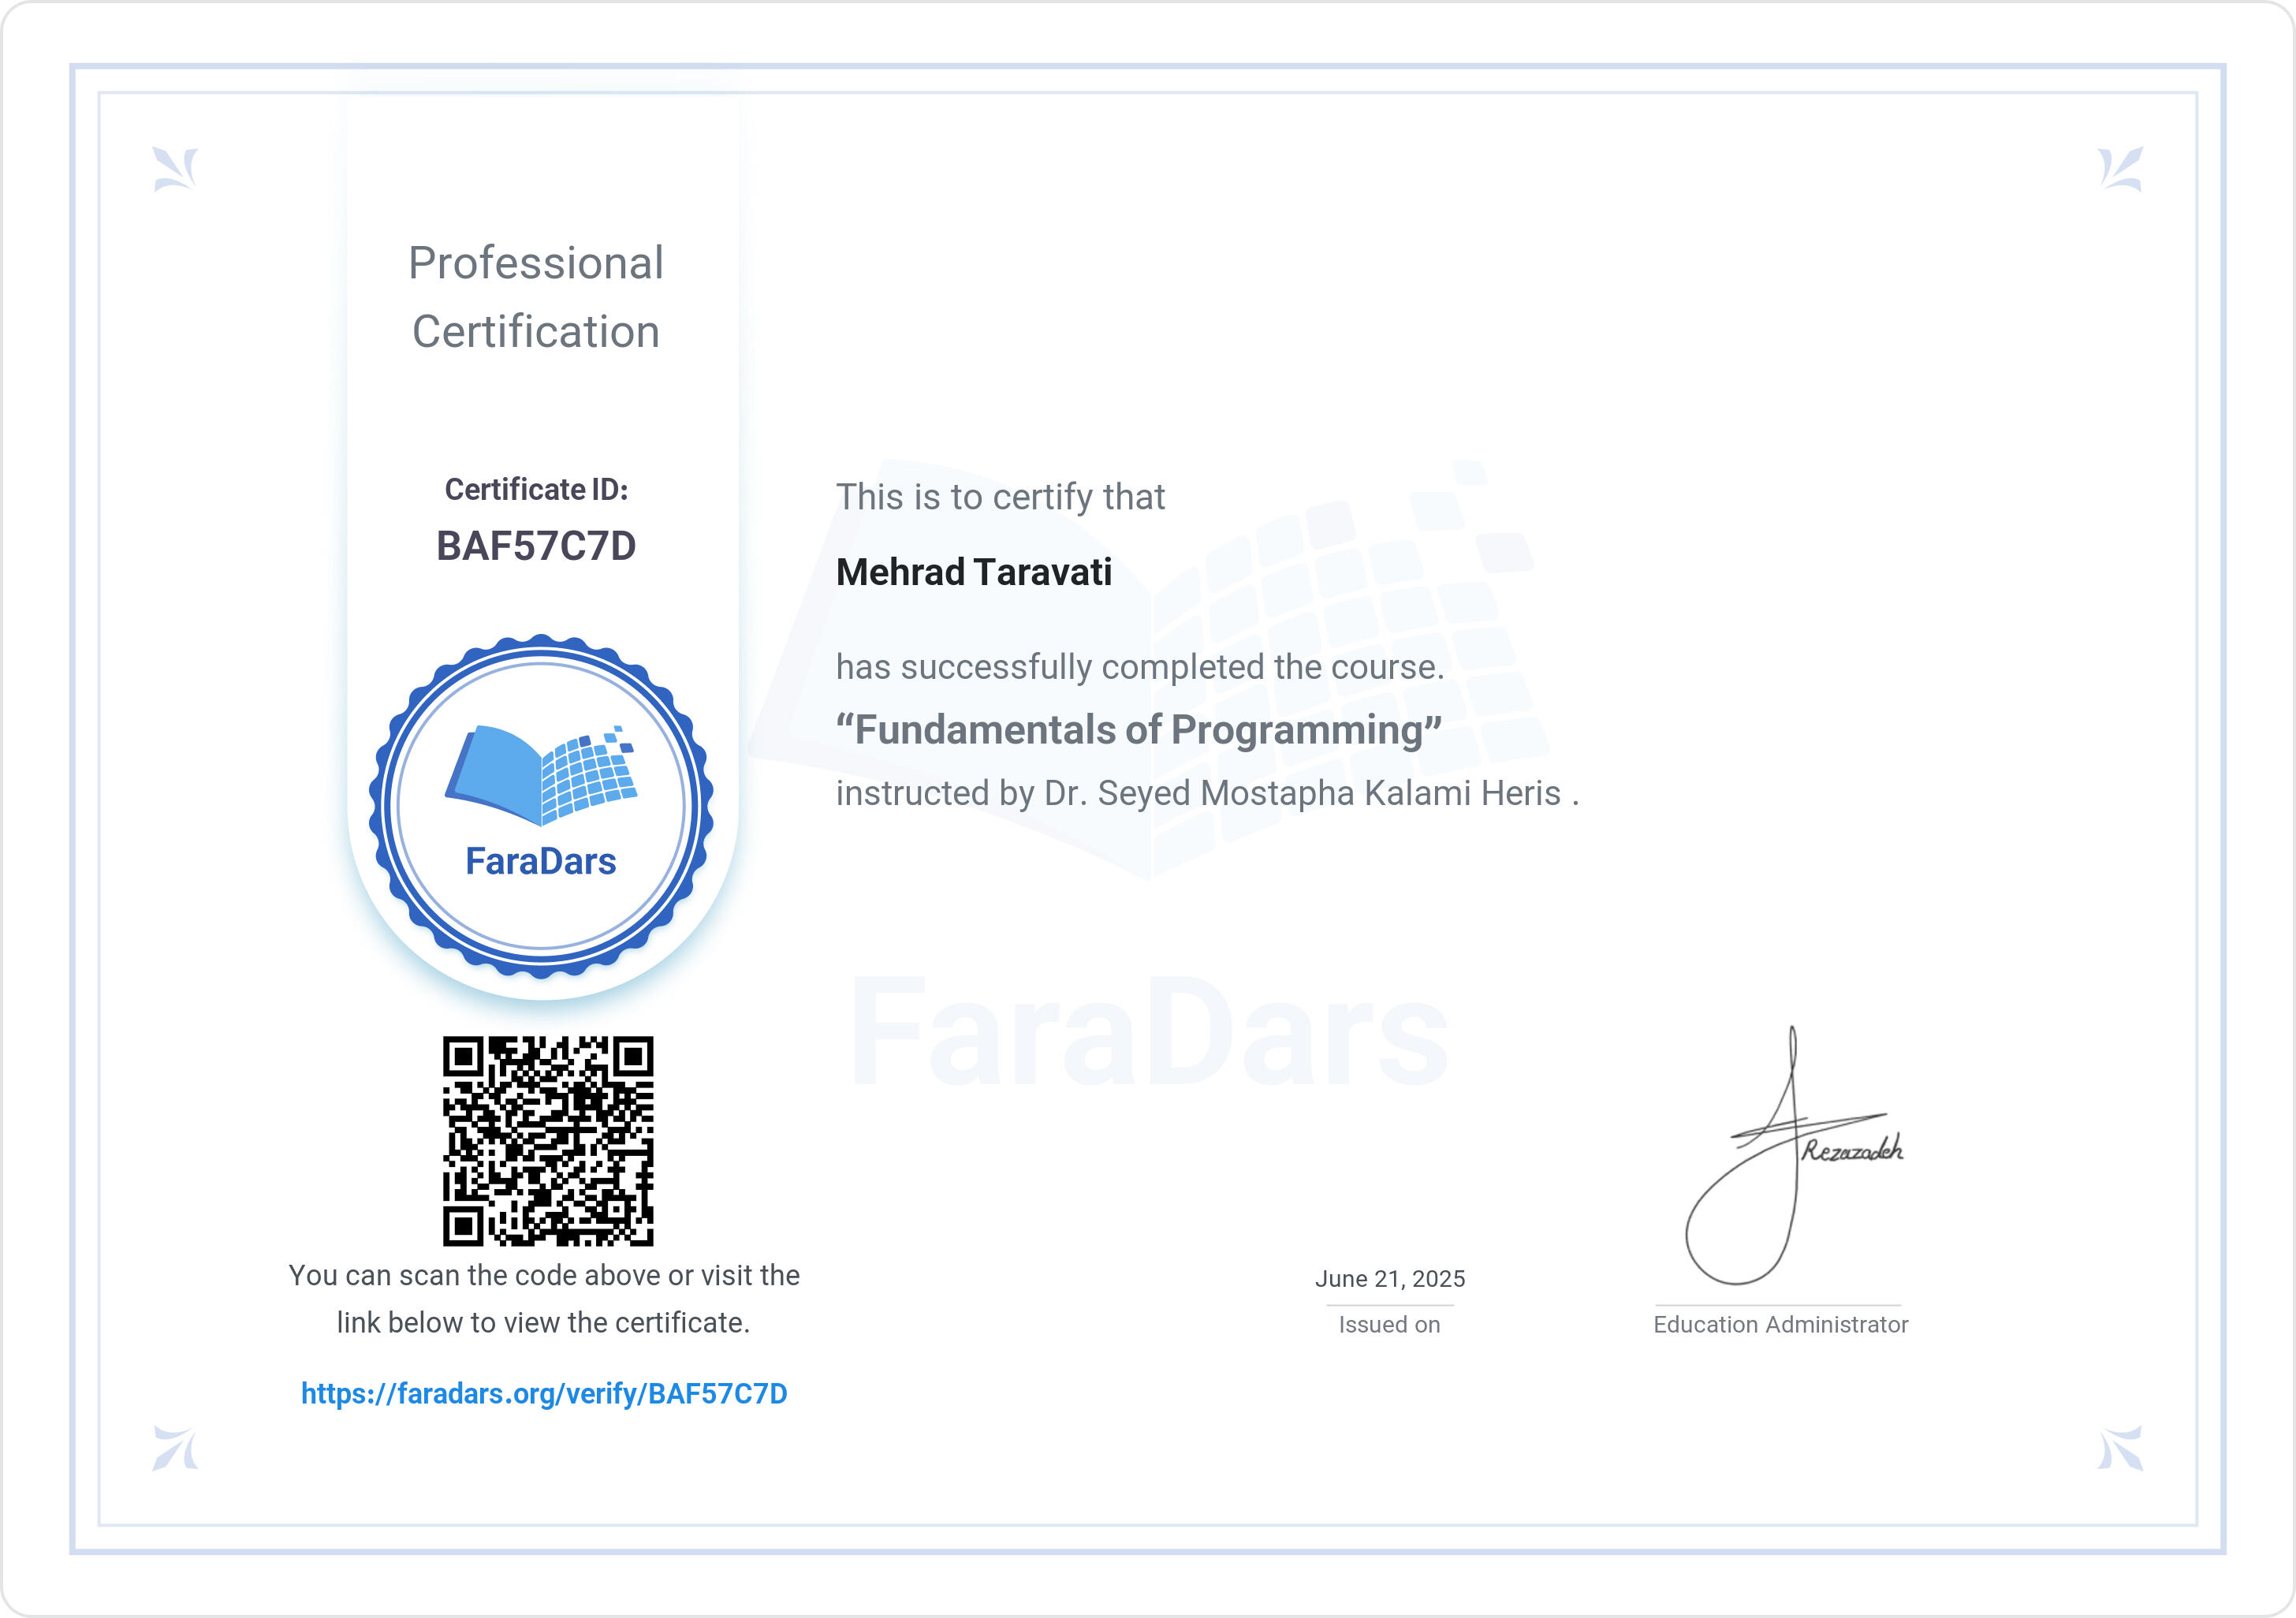 Professional
Certification
Certificate ID:
BAF57C7D
FaraDars
This is to certify that
Mehrad Taravati
has successfully completed the course.
“Fundamentals of Programming”
instructed by Dr. Seyed Mostapha Kalami Heris .
FaraDars
You can scan the code above or visit the
link below to view the certificate.
https://faradars.org/verify/BAF57C7D
June 21, 2025
Issued on
Rezazadeh
Education Administrator